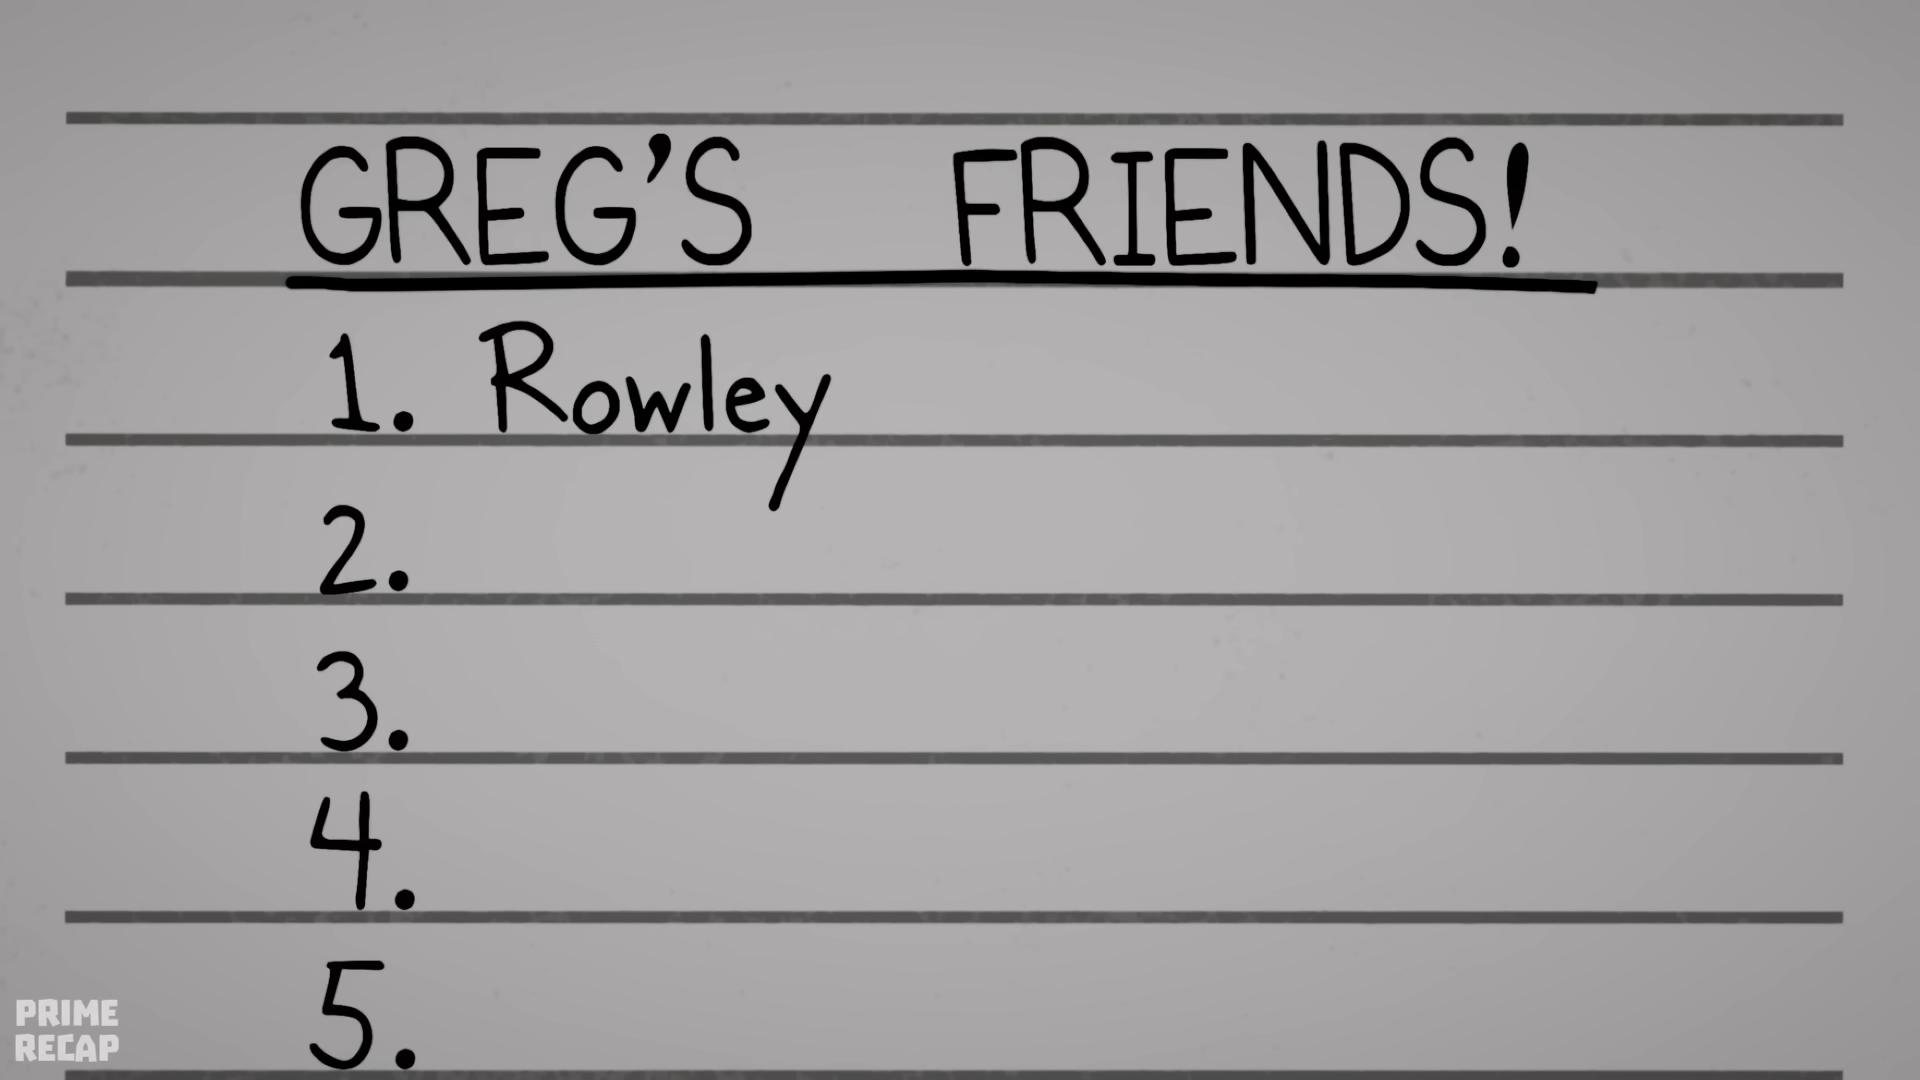 GREG'S FRIENDS!
1. Rowley
2.
3.
4.
5.
PRIME
RECAP